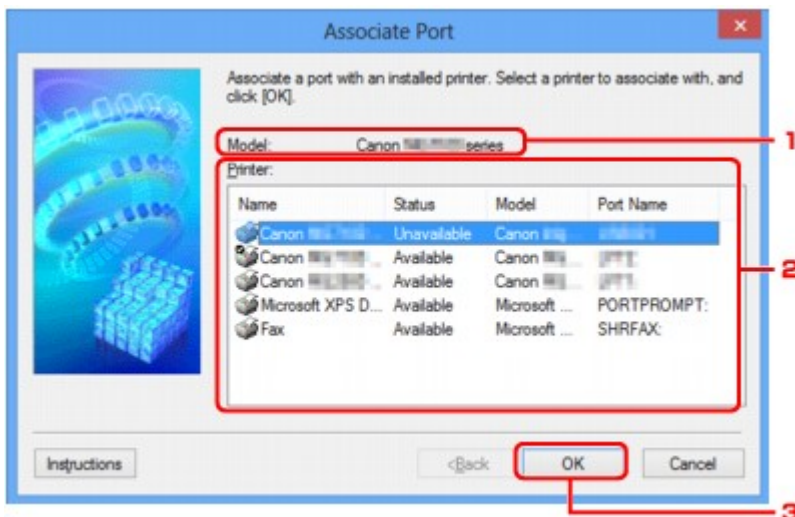 Associate Port
Associate a port with an installed printer. Select a printer to associate with, and
click [OK].
Model: Canon series
1
Printer:
Name Status Model Port Name
Canon Unavailable Canon
Canon ... Available Canon ...
Canon ... Available Canon ...
2
Microsoft XPS D... Available Microsoft ... PORTPROMPT:
Fax Available Microsoft ... SHRFAX:
Instructions <Back OK Cancel
3